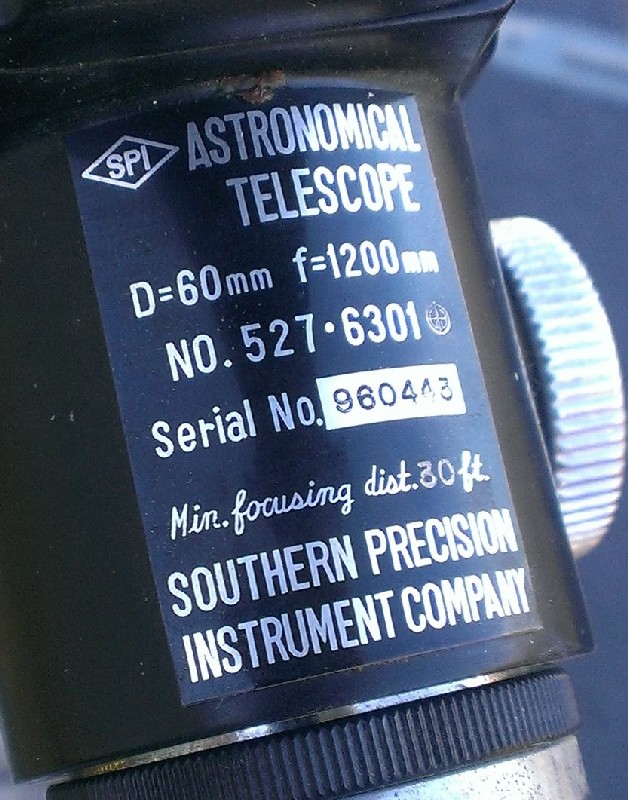 SPI ASTRONOMICAL
TELESCOPE
D=60mm f=1200mm
NO. 527·6301
Serial No. 960443
Min. focusing dist. 30 ft.
SOUTHERN PRECISION
INSTRUMENT COMPANY